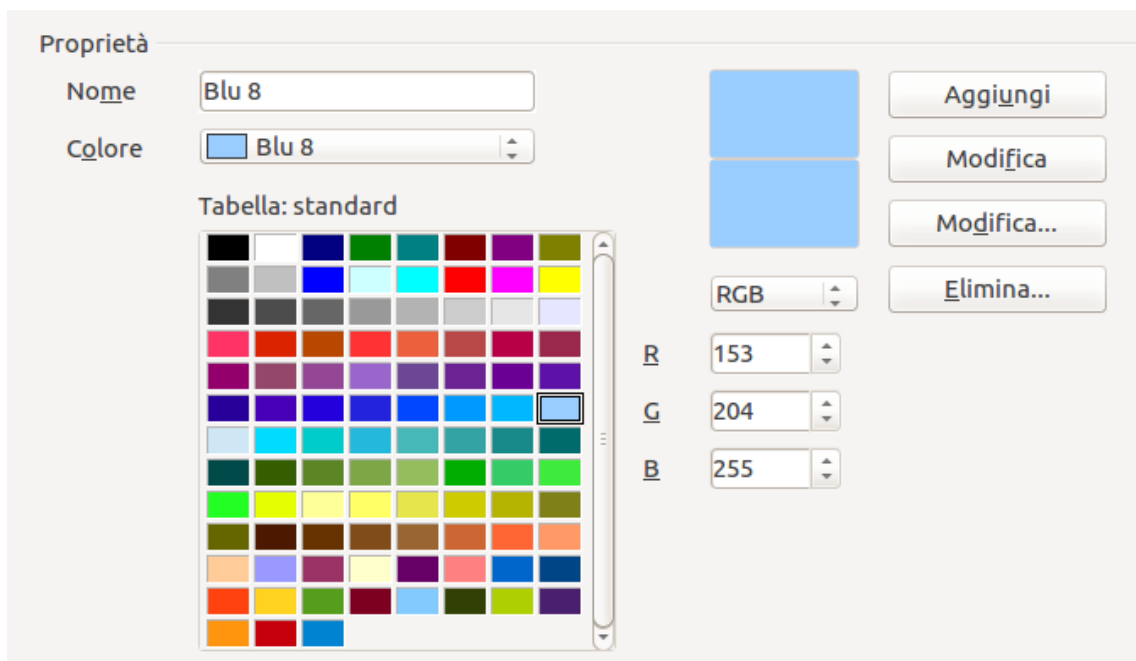 Proprietà
Nome
Blu 8
Aggiungi
Colore
Blu 8
Modifica
Tabella: standard
Modifica...
RGB
Elimina...
R
153
G
204
B
255